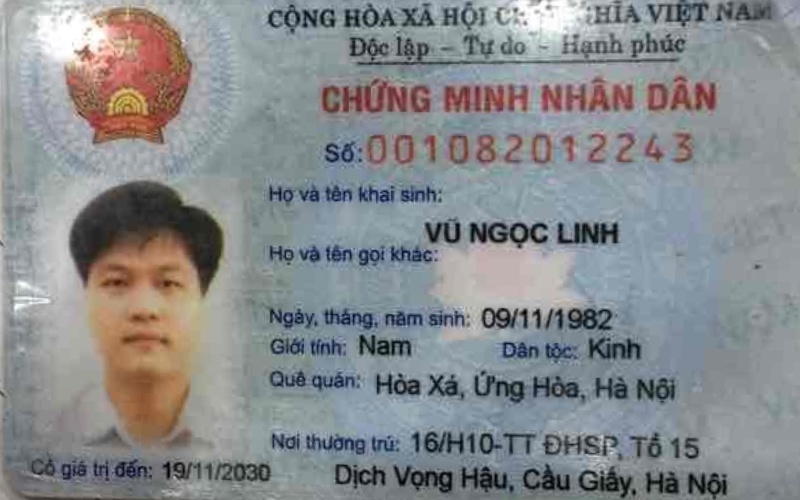 CỘNG HÒA XÃ HỘI CHỦ NGHĨA VIỆT NAM
Độc lập - Tự do - Hạnh phúc
CHỨNG MINH NHÂN DÂN
Số: 001082012243
Họ và tên khai sinh:
VŨ NGỌC LINH
Họ và tên gọi khác:
Ngày, tháng, năm sinh: 09/11/1982
Giới tính: Nam Dân tộc: Kinh
Quê quán: Hòa Xá, Ứng Hòa, Hà Nội
Nơi thường trú: 16/H10-TT ĐHSP, Tổ 15
Dịch Vọng Hậu, Cầu Giấy, Hà Nội
Có giá trị đến: 19/11/2030